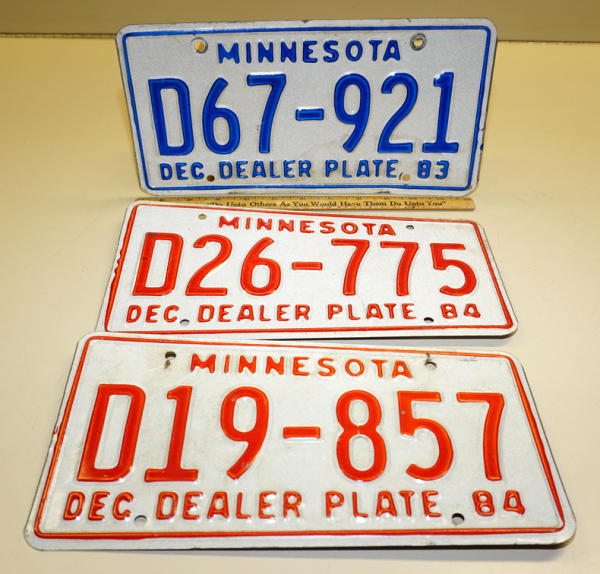 MINNESOTA
D67-921
DEC. DEALER PLATE 83
"Do Unto Others As You Would Have Them Do Unto You"
MINNESOTA
D26-775
DEC. DEALER PLATE 84
MINNESOTA
D19-857
DEC DEALER PLATE 84